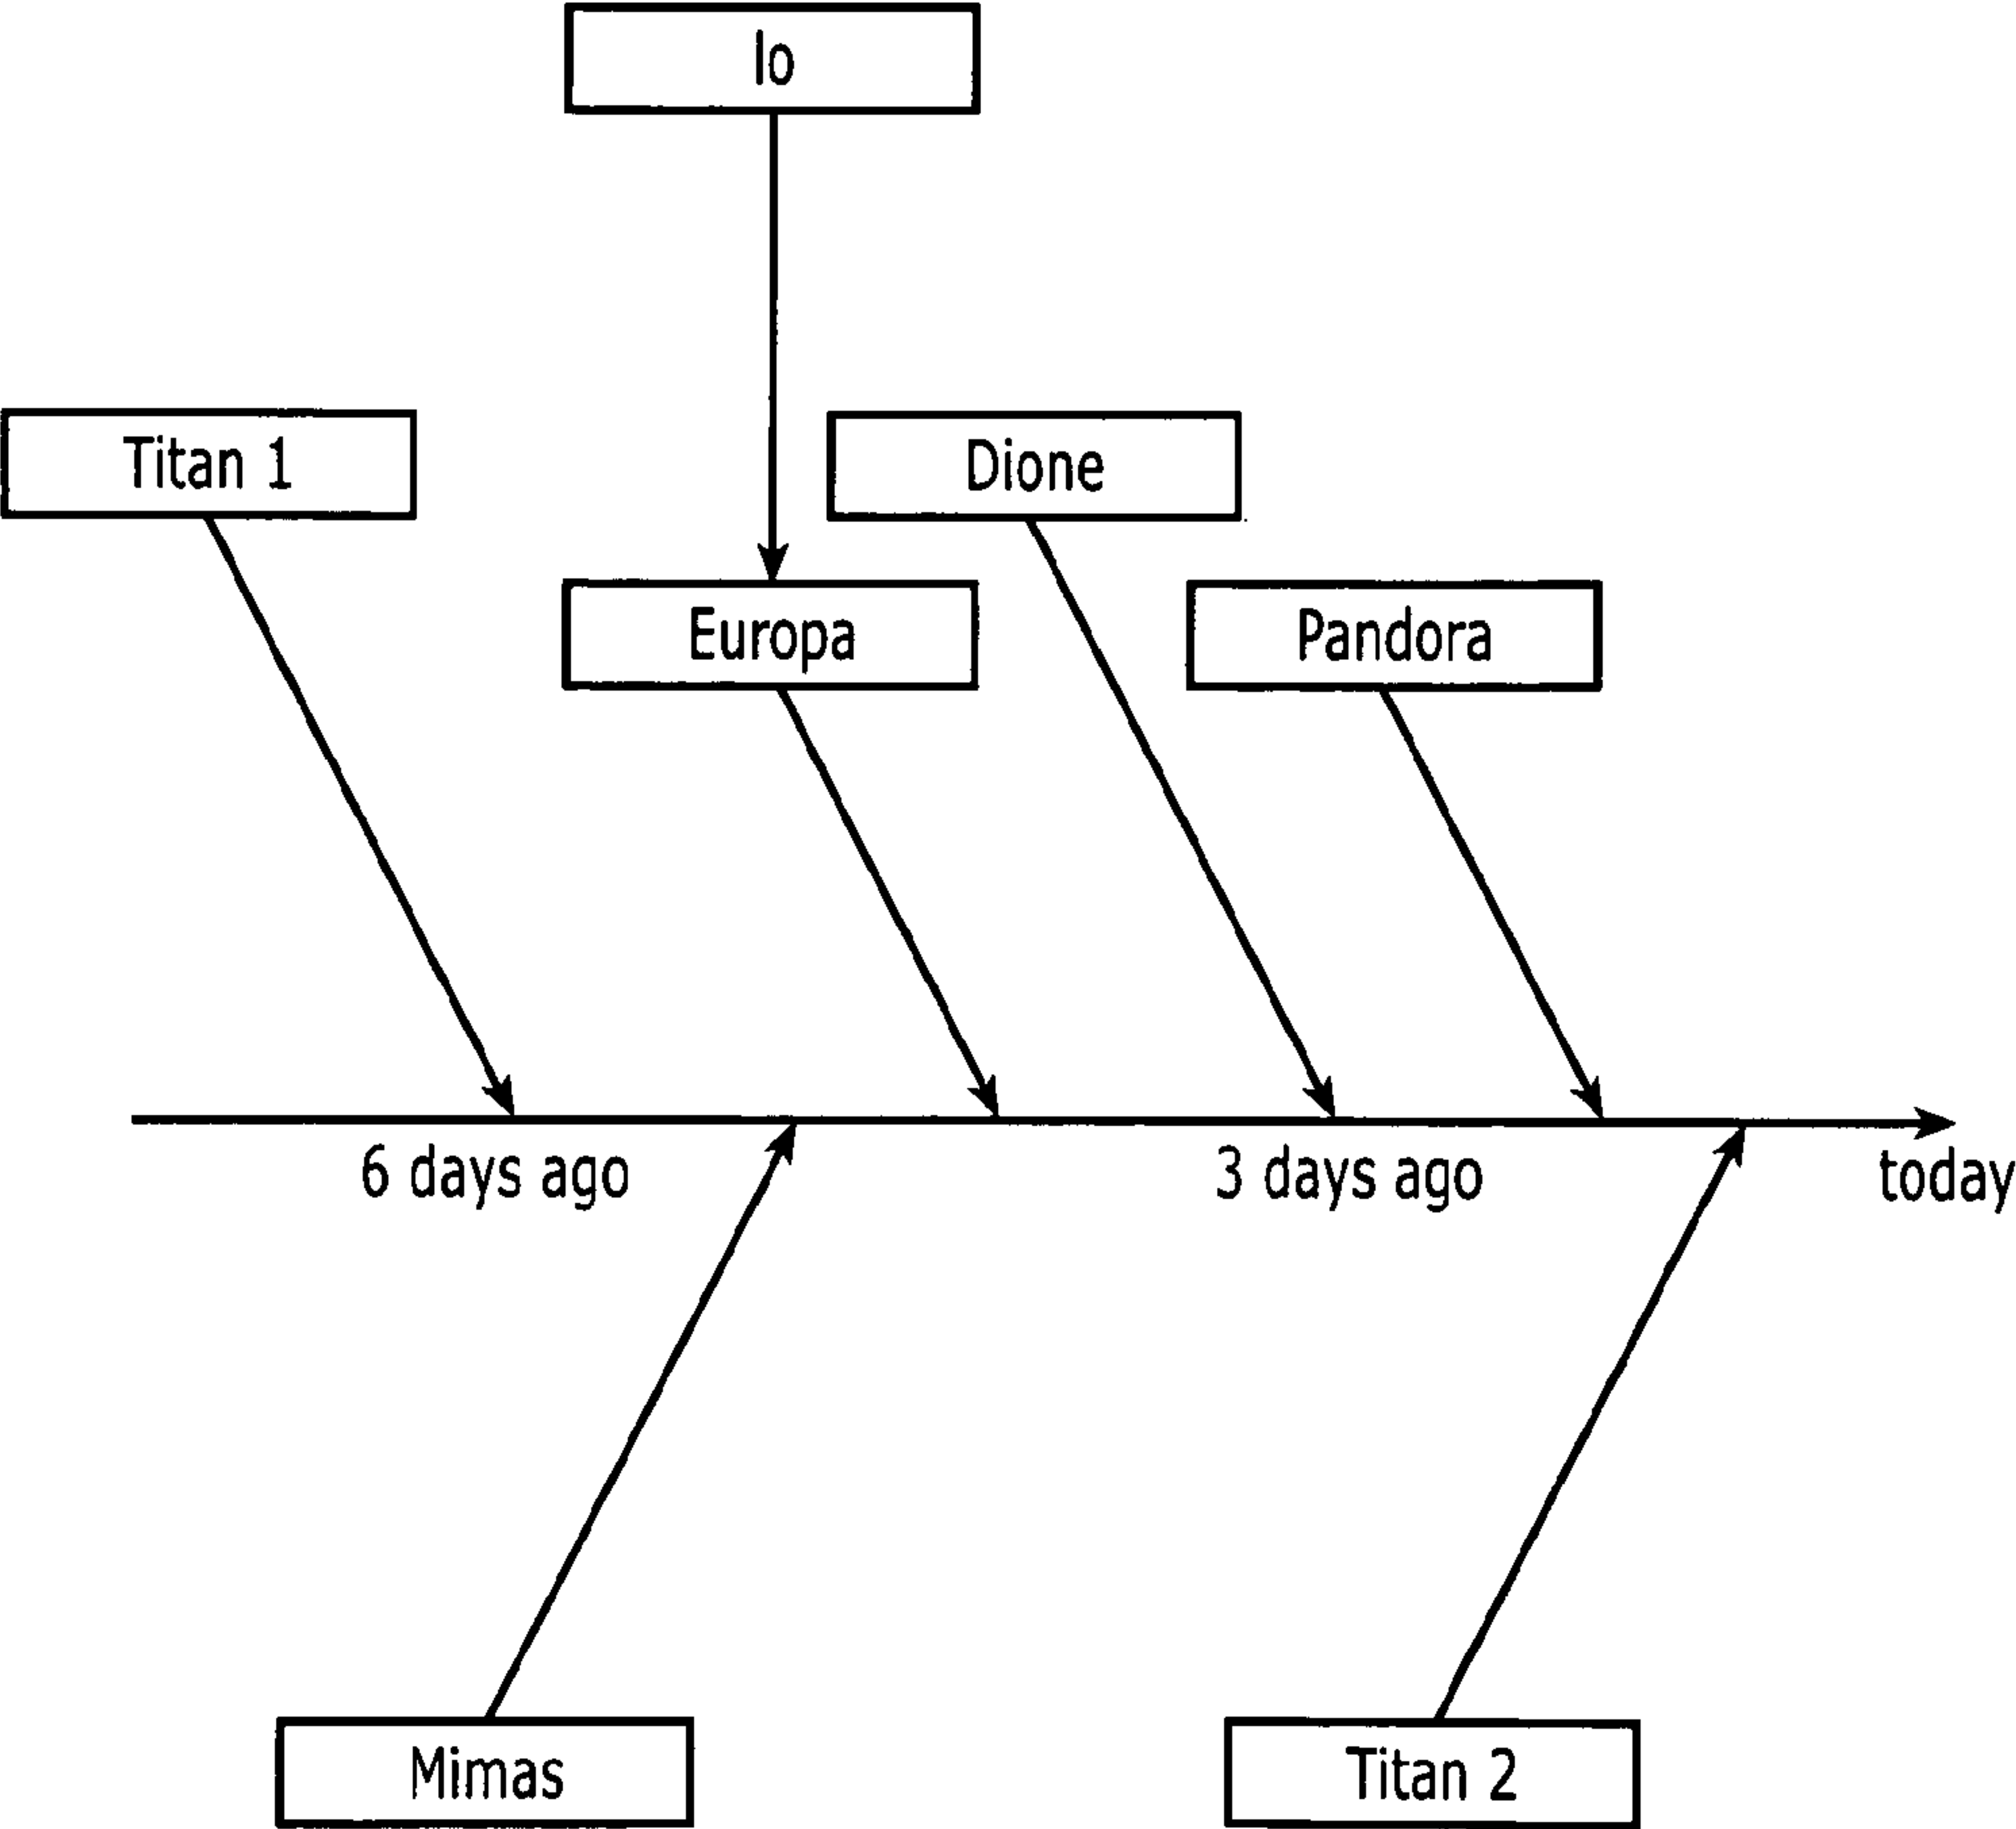 Io
Titan 1
Dione
Europa
Pandora
6 days ago
3 days ago
today
Mimas
Titan 2